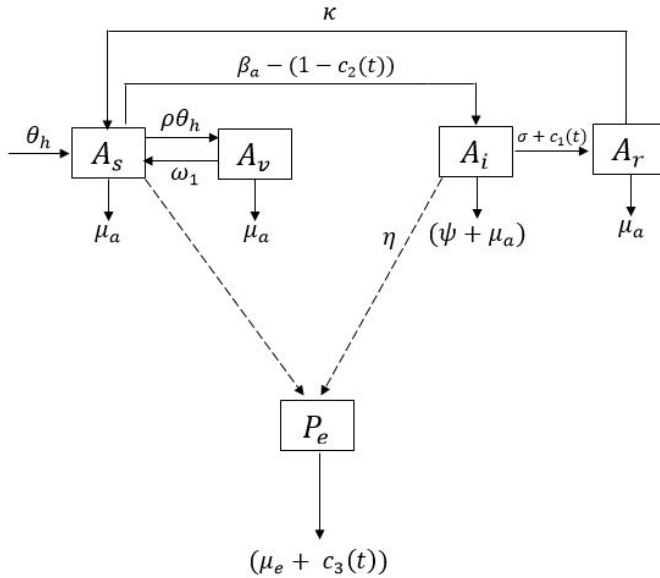 κ
β_a − (1 − c_2(t))
θ_h
ρθ_h
σ + c_1(t)
A_s
A_v
A_i
A_r
ω_1
μ_a
μ_a
η
(ψ + μ_a)
μ_a
P_e
(μ_e + c_3(t))